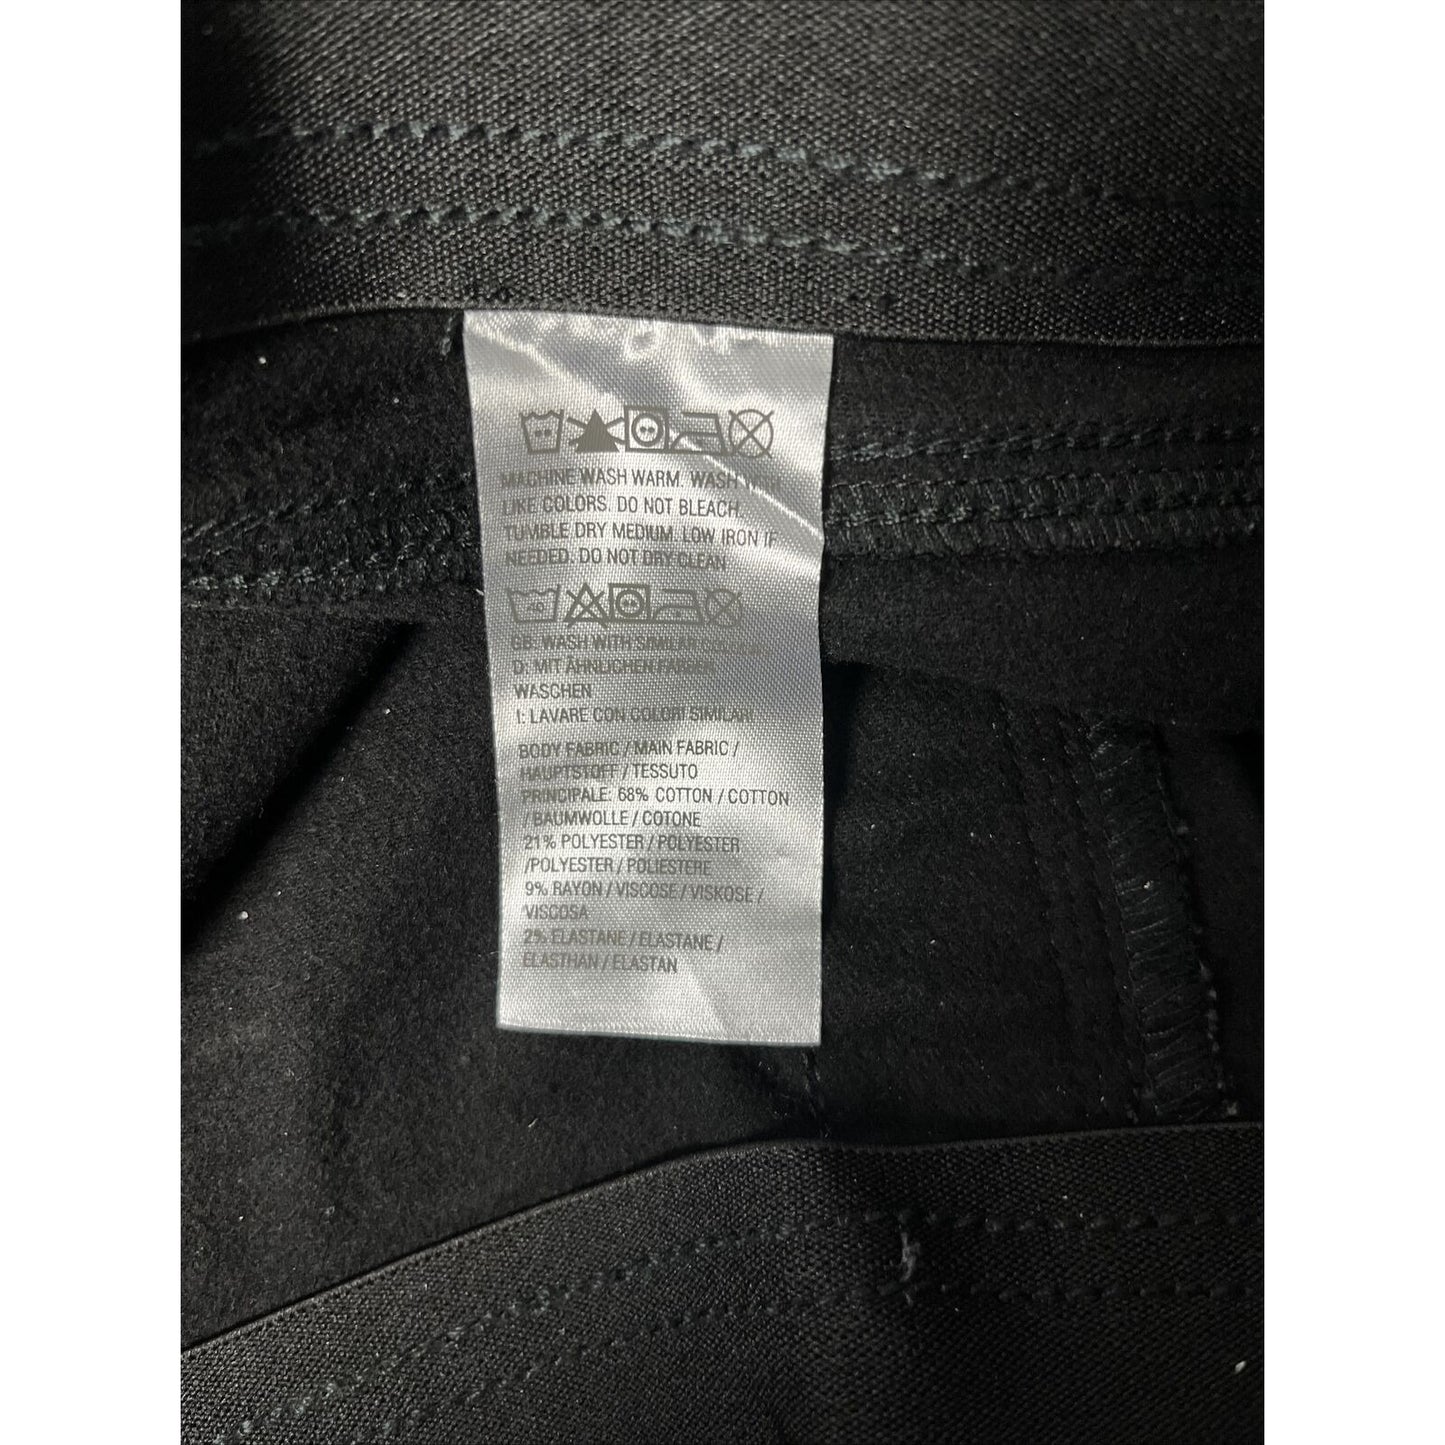 MACHINE WASH WARM. WASH WITH
LIKE COLORS. DO NOT BLEACH.
TUMBLE DRY MEDIUM. LOW IRON IF
NEEDED. DO NOT DRY CLEAN
40
GB: WASH WITH SIMILAR
D: MIT ÄHNLICHEN FARBEN
WASCHEN
I: LAVARE CON COLORI SIMILARI
BODY FABRIC / MAIN FABRIC /
HAUPTSTOFF / TESSUTO
PRINCIPALE: 68% COTTON / COTTON
/ BAUMWOLLE / COTONE
21% POLYESTER / POLYESTER
/POLYESTER / POLIESTERE
9% RAYON / VISCOSE / VISKOSE /
VISCOSA
2% ELASTANE / ELASTANE /
ELASTHAN / ELASTAN